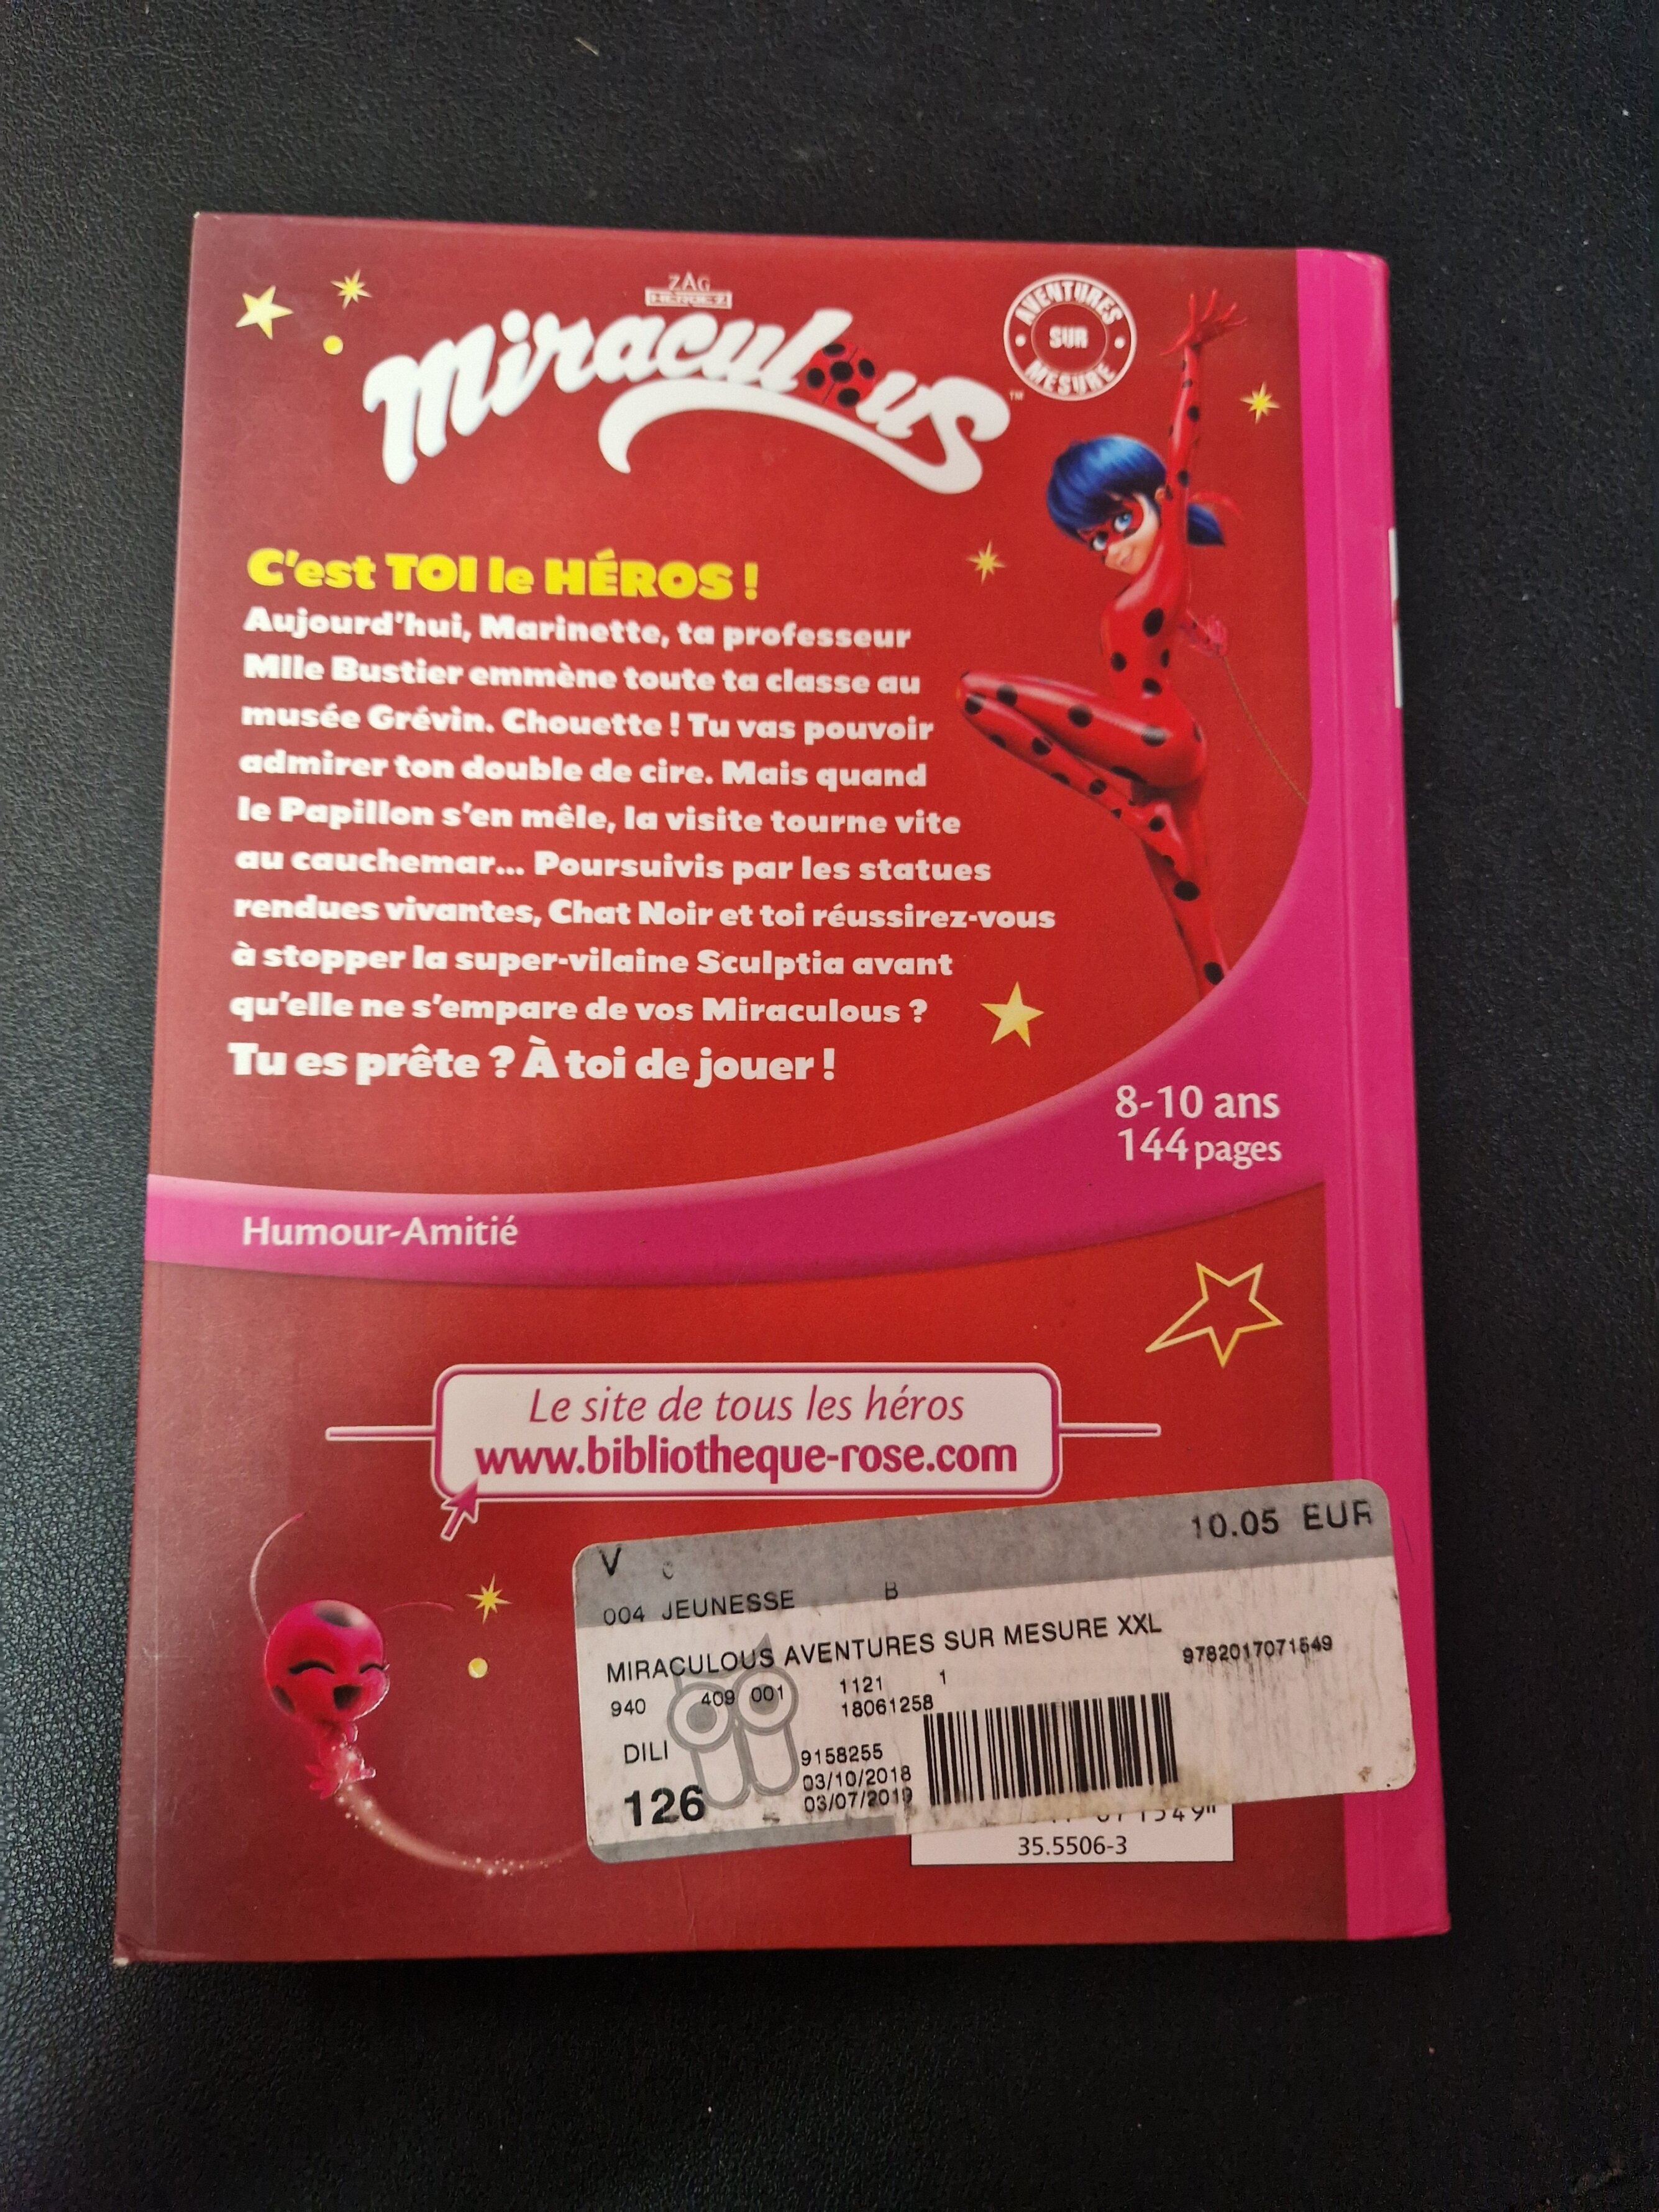 ZAG
HEROEZ
Miraculous™
AVENTURES
SUR
MESURE
C'est TOI le HÉROS !
Aujourd'hui, Marinette, ta professeur
Mlle Bustier emmène toute ta classe au
musée Grévin. Chouette ! Tu vas pouvoir
admirer ton double de cire. Mais quand
le Papillon s'en mêle, la visite tourne vite
au cauchemar... Poursuivis par les statues
rendues vivantes, Chat Noir et toi réussirez-vous
à stopper la super-vilaine Sculptia avant
qu'elle ne s'empare de vos Miraculous ?
Tu es prête ? À toi de jouer !
8-10 ans
144 pages
Humour-Amitié
Le site de tous les héros
www.bibliotheque-rose.com
V 10.05 EUR
004 JEUNESSE B
MIRACULOUS AVENTURES SUR MESURE XXL
9782017071549
940 409 001 1121 1
18061258
DILI 9158255
03/10/2018
126 03/07/2019
35.5506-3